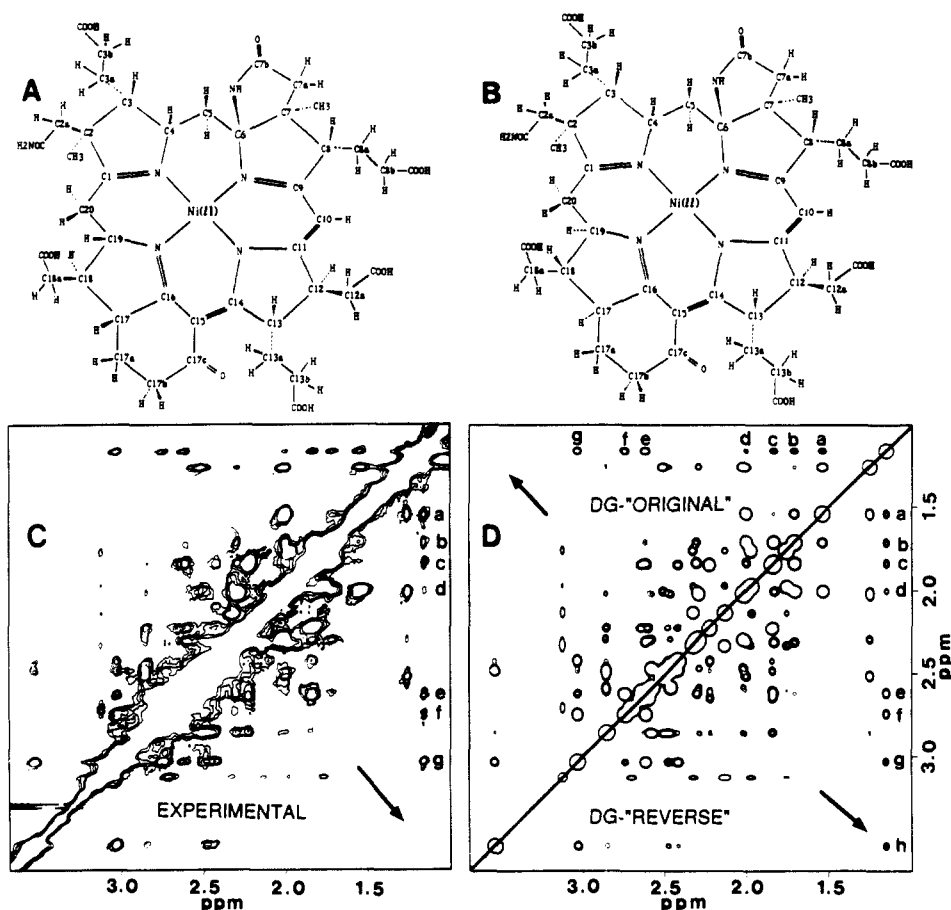 A
COOH
H
C3b
H
H
C3a
H
H
C3
C2a
H2NOC
C2
CH3
C4
H
C5
H
H
O
C7b
NH
C7a
H
H
C7
CH3
C6
C8
H
H
H
C8a
C8b
COOH
H
H
C1
N
N
C9
H
C20
H
Ni(II)
C10
H
H
C19
N
N
C11
COOH
H
C18a
C18
H
H
C16
C14
C12
H
C12a
COOH
H
H
C17
H
C15
C13
H
C17a
H
H
C17b
H
H
C17c
O
H
C13a
H
C13b
H
H
COOH
B
COOH
H
C3b
H
H
C3a
H
H
C3
C2a
H2NOC
C2
CH3
C4
H
C5
H
H
O
C7b
NH
C7a
H
H
C7
CH3
C6
C8
H
H
H
C8a
C8b
COOH
H
H
C1
N
N
C9
H
C20
H
Ni(II)
C10
H
H
C19
N
N
C11
COOH
H
C18a
C18
H
H
C16
C14
C12
H
C12a
COOH
H
H
C17
H
C15
C13
H
C17a
H
H
C17b
H
H
C17c
O
H
C13a
H
C13b
H
H
COOH
C
a
b
c
d
e
f
g
EXPERIMENTAL
3.0 2.5 2.0
ppm
D
g f e d c b a
DG-"ORIGINAL"
a
b
c
d
e
f
g
h
DG-"REVERSE"
1.5
2.0
2.5
3.0
ppm
3.0 2.5 2.0 1.5
ppm